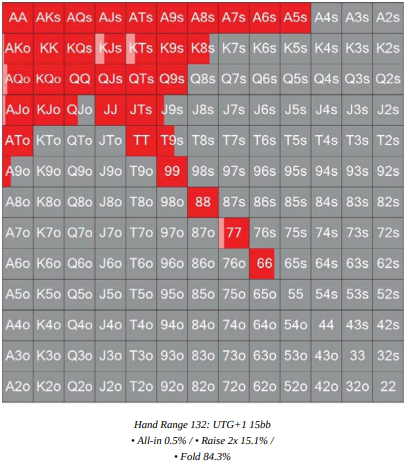 AA AKs AQs AJs ATs A9s A8s A7s A6s A5s A4s A3s A2s
AKo KK KQs KJs KTs K9s K8s K7s K6s K5s K4s K3s K2s
AQo KQo QQ QJs QTs Q9s Q8s Q7s Q6s Q5s Q4s Q3s Q2s
AJo KJo QJo JJ JTs J9s J8s J7s J6s J5s J4s J3s J2s
ATo KTo QTo JTo TT T9s T8s T7s T6s T5s T4s T3s T2s
A9o K9o Q9o J9o T9o 99 98s 97s 96s 95s 94s 93s 92s
A8o K8o Q8o J8o T8o 98o 88 87s 86s 85s 84s 83s 82s
A7o K7o Q7o J7o T7o 97o 87o 77 76s 75s 74s 73s 72s
A6o K6o Q6o J6o T6o 96o 86o 76o 66 65s 64s 63s 62s
A5o K5o Q5o J5o T5o 95o 85o 75o 65o 55 54s 53s 52s
A4o K4o Q4o J4o T4o 94o 84o 74o 64o 54o 44 43s 42s
A3o K3o Q3o J3o T3o 93o 83o 73o 63o 53o 43o 33 32s
A2o K2o Q2o J2o T2o 92o 82o 72o 62o 52o 42o 32o 22
Hand Range 132: UTG+1 15bb
• All-in 0.5% / • Raise 2x 15.1% /
• Fold 84.3%